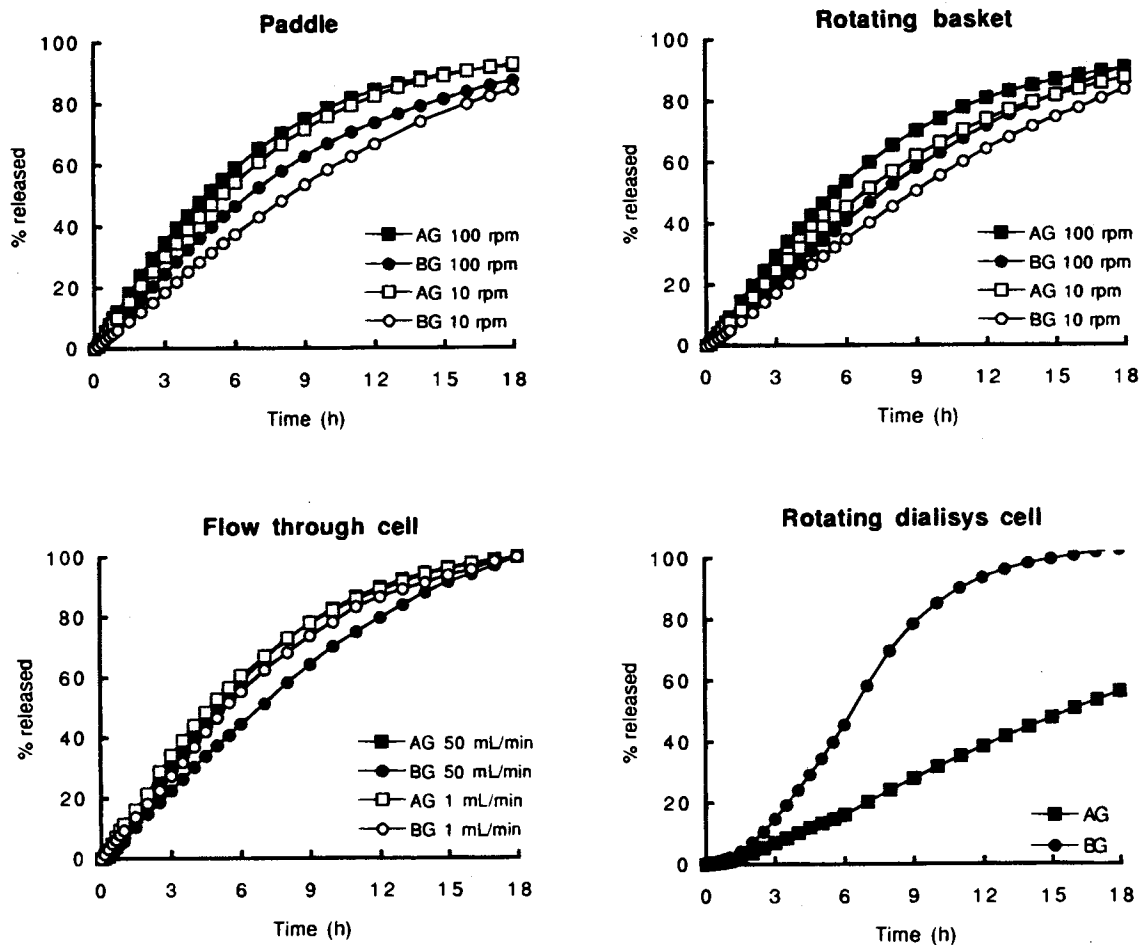 Paddle
100
80
60
40
20
0
% released
AG 100 rpm
BG 100 rpm
AG 10 rpm
BG 10 rpm
0 3 6 9 12 15 18
Time (h)
Rotating basket
100
80
60
40
20
0
% released
AG 100 rpm
BG 100 rpm
AG 10 rpm
BG 10 rpm
0 3 6 9 12 15 18
Time (h)
Flow through cell
100
80
60
40
20
0
% released
AG 50 mL/min
BG 50 mL/min
AG 1 mL/min
BG 1 mL/min
0 3 6 9 12 15 18
Time (h)
Rotating dialisys cell
100
80
60
40
20
0
% released
AG
BG
0 3 6 9 12 15 18
Time (h)